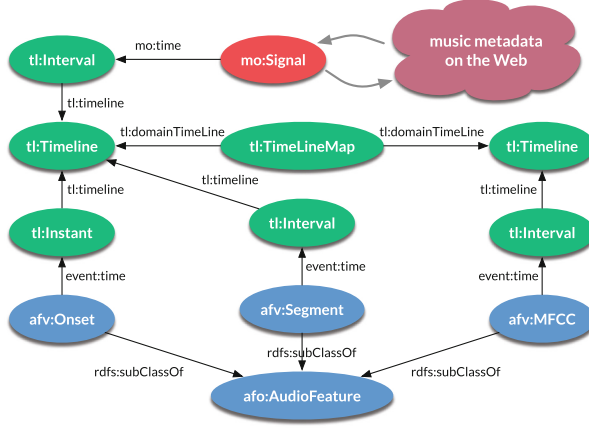 mo:time
music metadata
on the Web
tl:Interval
mo:Signal
tl:timeline
tl:domainTimeLine
tl:domainTimeLine
tl:Timeline
tl:TimeLineMap
tl:Timeline
tl:timeline
tl:timeline
tl:timeline
tl:Instant
tl:Interval
tl:Interval
event:time
event:time
event:time
afv:Onset
afv:Segment
afv:MFCC
rdfs:subClassOf
rdfs:subClassOf
rdfs:subClassOf
afo:AudioFeature